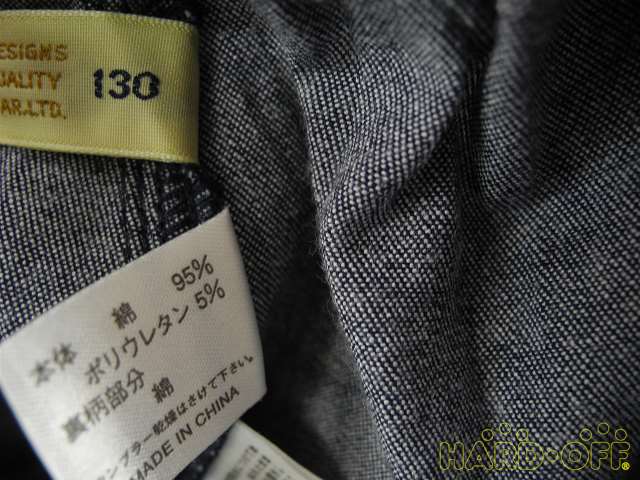 ESIGNS
UALITY
AR.LTD.
130
本体 綿 95%
ポリウレタン 5%
裏柄部分 綿
タンブラー乾燥はさけて下さい。
MADE IN CHINA
HARD-OFF